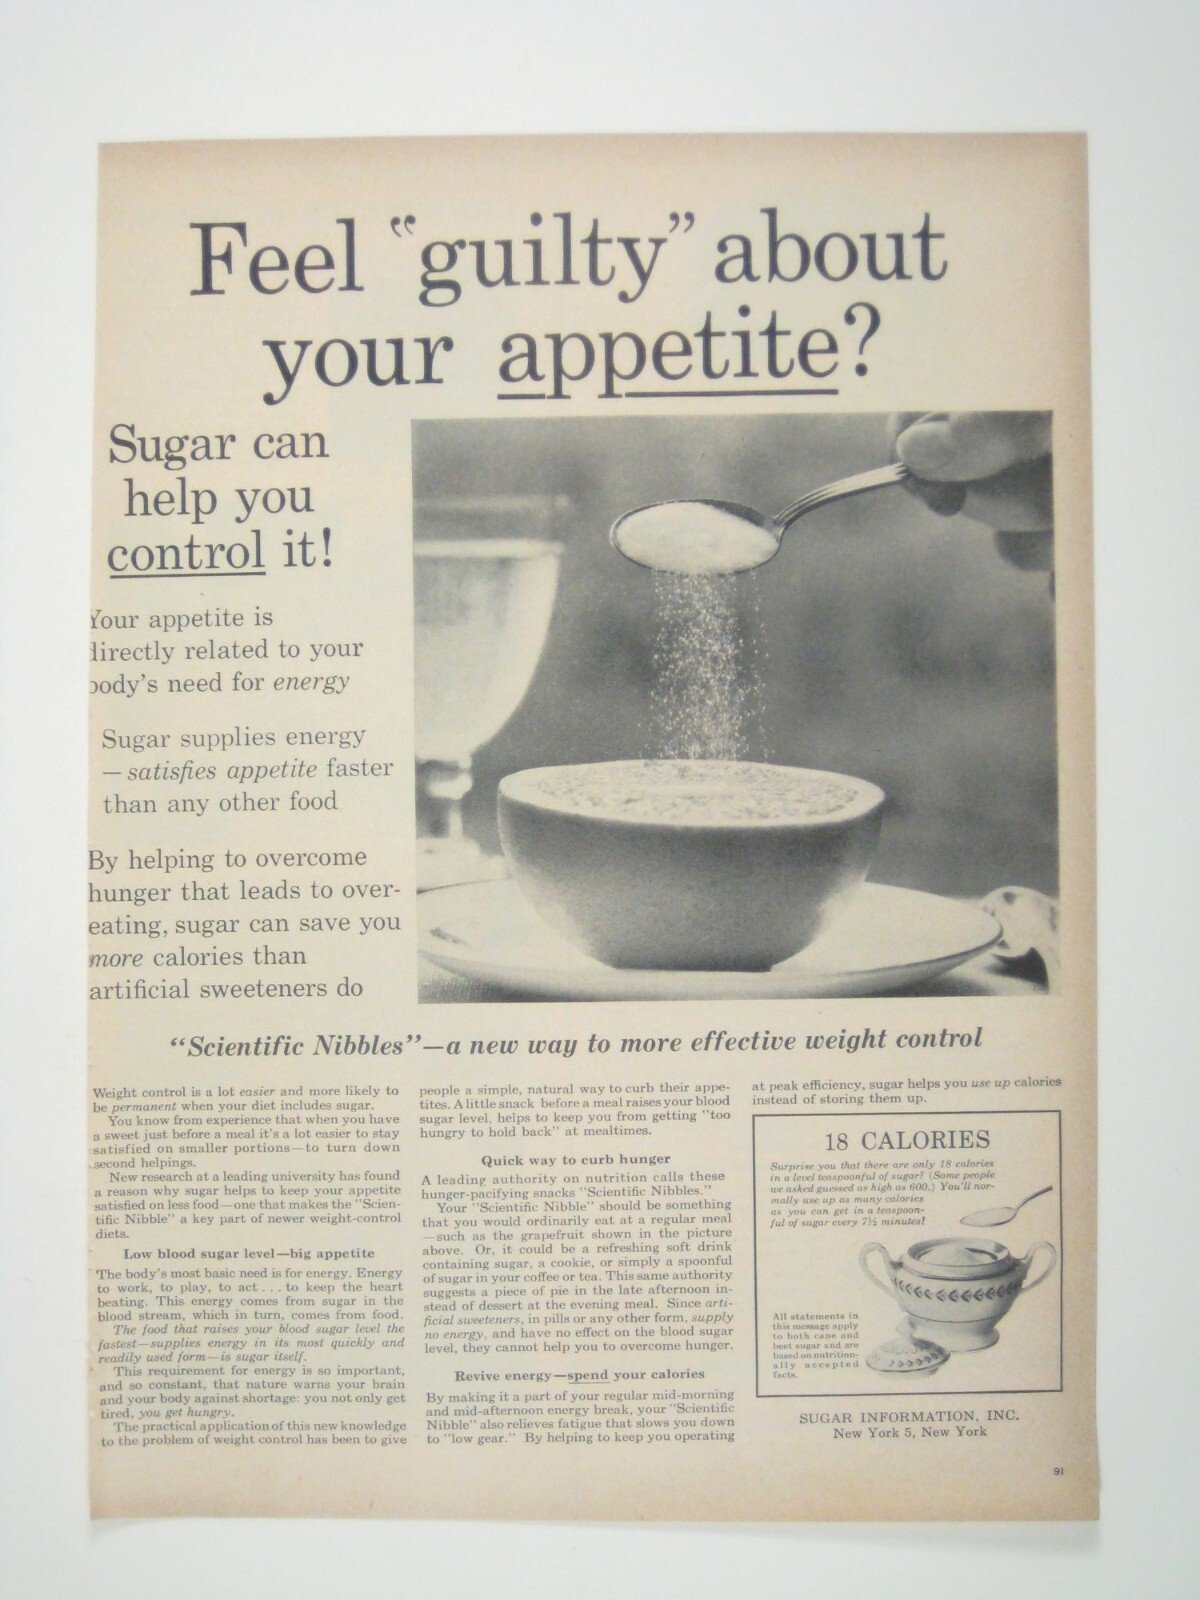 Feel "guilty" about
your appetite?
Sugar can
help you
control it!
Your appetite is
directly related to your
body's need for energy
Sugar supplies energy
—satisfies appetite faster
than any other food
By helping to overcome
hunger that leads to over-
eating, sugar can save you
more calories than
artificial sweeteners do
"Scientific Nibbles"—a new way to more effective weight control
Weight control is a lot easier and more likely to
be permanent when your diet includes sugar.
You know from experience that when you have
a sweet just before a meal it's a lot easier to stay
satisfied on smaller portions—to turn down
second helpings.
New research at a leading university has found
a reason why sugar helps to keep your appetite
satisfied on less food—one that makes the "Scien-
tific Nibble" a key part of newer weight-control
diets.
Low blood sugar level—big appetite
The body's most basic need is for energy. Energy
to work, to play, to act . . . to keep the heart
beating. This energy comes from sugar in the
blood stream, which in turn, comes from food.
The food that raises your blood sugar level the
fastest—supplies energy in its most quickly and
readily used form—is sugar itself.
This requirement for energy is so important,
and so constant, that nature warns your brain
and your body against shortage: you not only get
tired, you get hungry.
The practical application of this new knowledge
to the problem of weight control has been to give
people a simple, natural way to curb their appe-
tites. A little snack before a meal raises your blood
sugar level, helps to keep you from getting "too
hungry to hold back" at mealtimes.
Quick way to curb hunger
A leading authority on nutrition calls these
hunger-pacifying snacks "Scientific Nibbles."
Your "Scientific Nibble" should be something
that you would ordinarily eat at a regular meal
—such as the grapefruit shown in the picture
above. Or, it could be a refreshing soft drink
containing sugar, a cookie, or simply a spoonful
of sugar in your coffee or tea. This same authority
suggests a piece of pie in the late afternoon in-
stead of dessert at the evening meal. Since arti-
ficial sweeteners, in pills or any other form, supply
no energy, and have no effect on the blood sugar
level, they cannot help you to overcome hunger.
Revive energy—spend your calories
By making it a part of your regular mid-morning
and mid-afternoon energy break, your "Scientific
Nibble" also relieves fatigue that slows you down
to "low gear." By helping to keep you operating
at peak efficiency, sugar helps you use up calories
instead of storing them up.
18 CALORIES
Surprise you that there are only 18 calories
in a level teaspoonful of sugar? (Some people
we asked guessed as high as 600.) You'll nor-
mally use up as many calories
as you can get in a teaspoon-
ful of sugar every 7½ minutes!
All statements in
this message apply
to both cane and
beet sugar and are
based on nutrition-
ally accepted
facts.
SUGAR INFORMATION, INC.
New York 5, New York
91